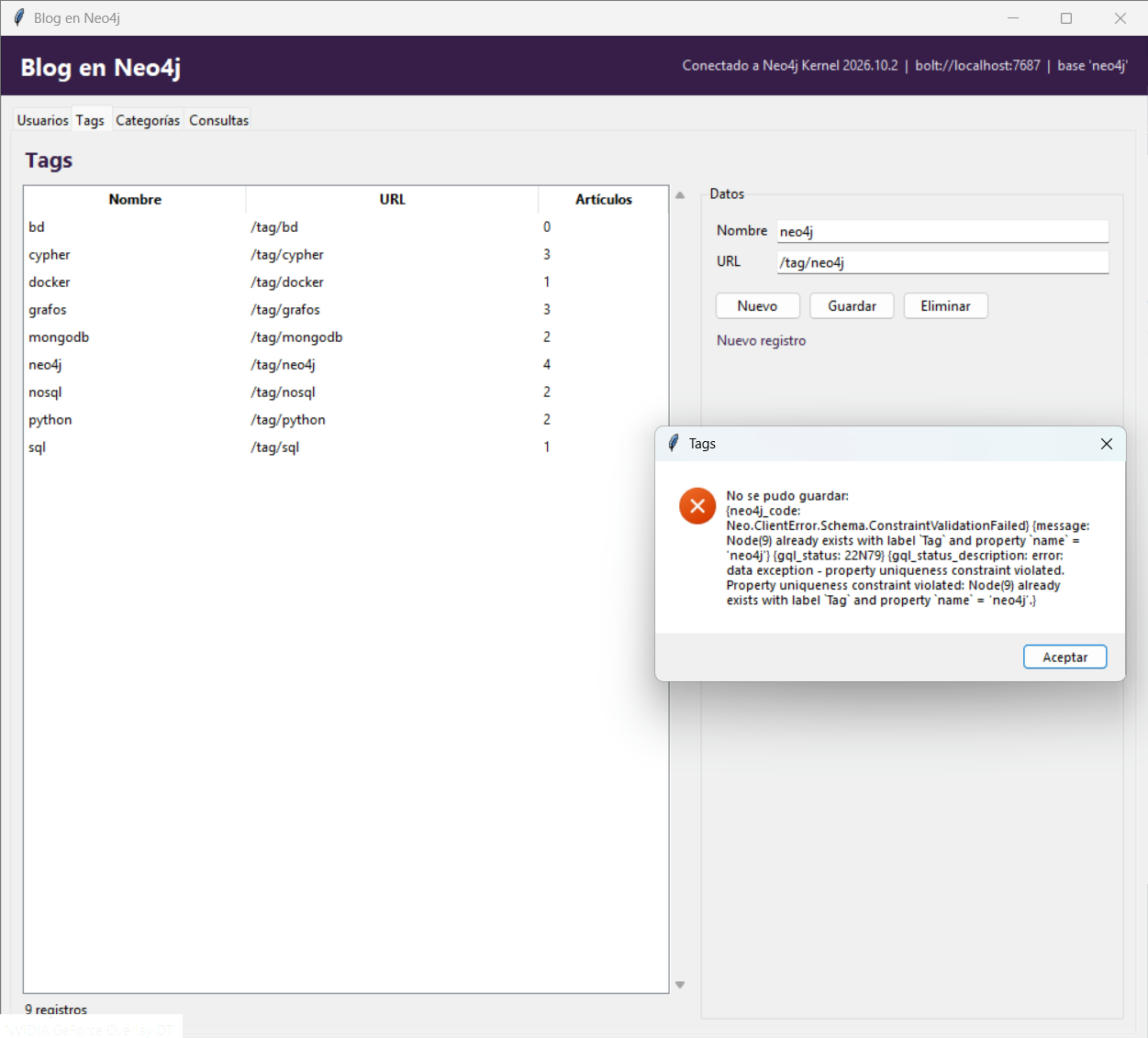 Blog en Neo4j
Blog en Neo4j
Conectado a Neo4j Kernel 2026.10.2 | bolt://localhost:7687 | base 'neo4j'
Usuarios Tags Categorías Consultas
Tags
Nombre URL Artículos
bd /tag/bd 0
cypher /tag/cypher 3
docker /tag/docker 1
grafos /tag/grafos 3
mongodb /tag/mongodb 2
neo4j /tag/neo4j 4
nosql /tag/nosql 2
python /tag/python 2
sql /tag/sql 1
9 registros
Datos
Nombre neo4j
URL /tag/neo4j
Nuevo Guardar Eliminar
Nuevo registro
Tags
No se pudo guardar:
{neo4j_code:
Neo.ClientError.Schema.ConstraintValidationFailed} {message:
Node(9) already exists with label `Tag` and property `name` =
'neo4j'} {gql_status: 22N79} {gql_status_description: error:
data exception - property uniqueness constraint violated.
Property uniqueness constraint violated: Node(9) already
exists with label `Tag` and property `name` = 'neo4j'.}
Aceptar